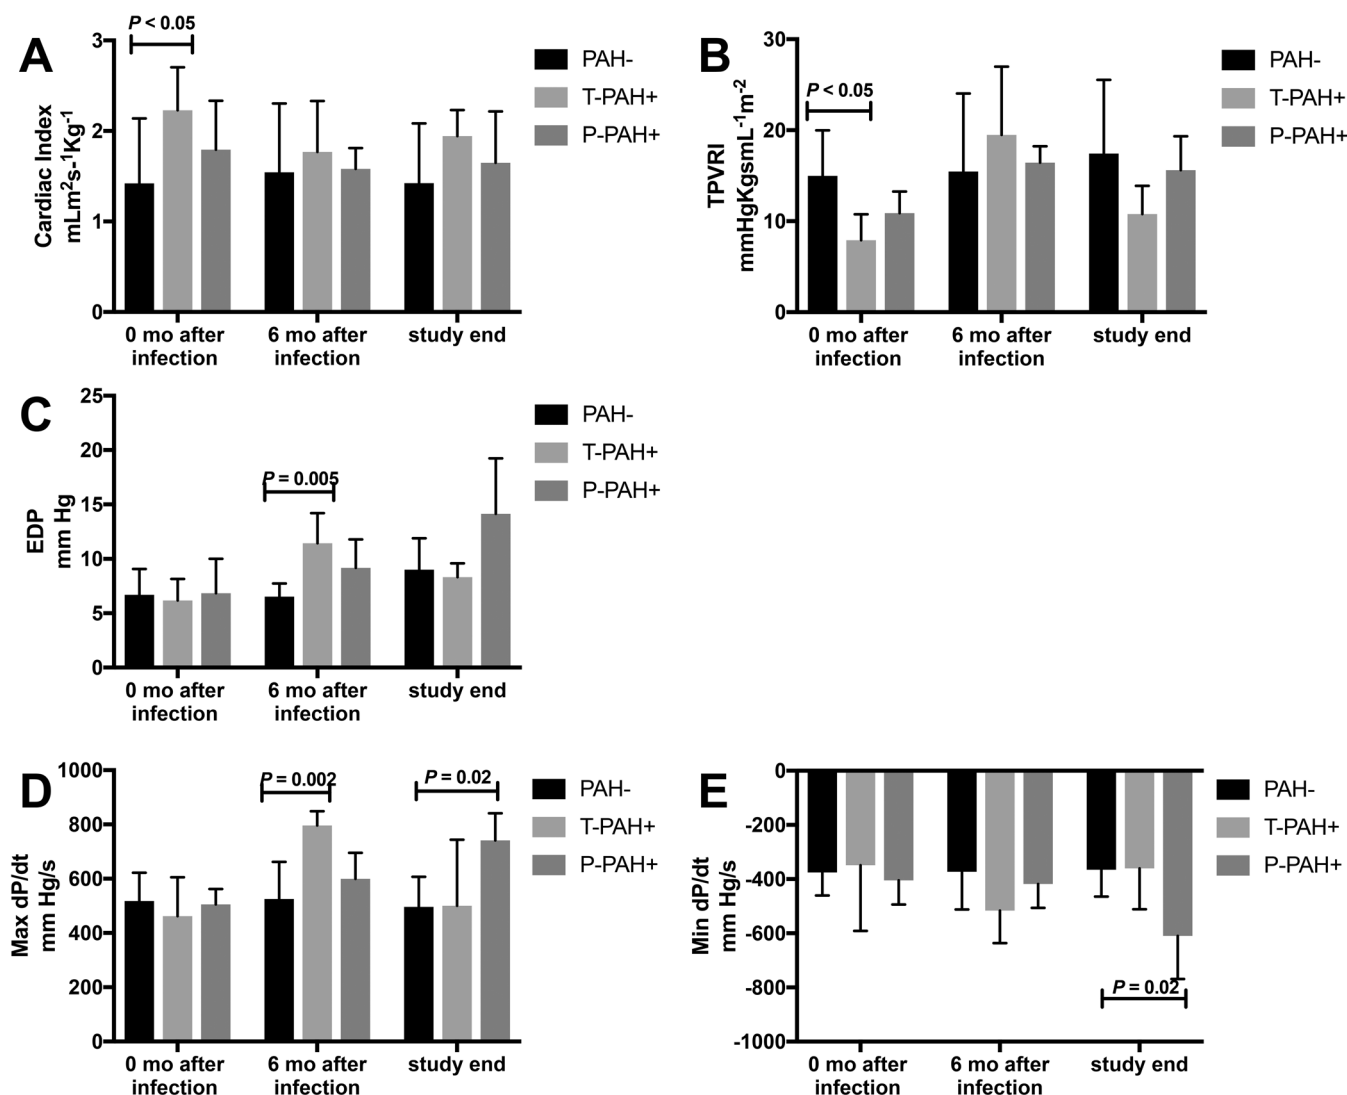 A
P < 0.05
Cardiac Index
mLm²s-¹Kg⁻¹
3
2
1
0
0 mo after
infection
6 mo after
infection
study end
PAH-
T-PAH+
P-PAH+
B
P < 0.05
TPVRI
mmHgKgsmL⁻¹m⁻²
30
20
10
0
0 mo after
infection
6 mo after
infection
study end
PAH-
T-PAH+
P-PAH+
C
P = 0.005
EDP
mm Hg
25
20
15
10
5
0
0 mo after
infection
6 mo after
infection
study end
PAH-
T-PAH+
P-PAH+
D
P = 0.002
P = 0.02
Max dP/dt
mm Hg/s
1000
800
600
400
200
0
0 mo after
infection
6 mo after
infection
study end
PAH-
T-PAH+
P-PAH+
E
Min dP/dt
mm Hg/s
0
-200
-400
-600
-800
-1000
P = 0.02
0 mo after
infection
6 mo after
infection
study end
PAH-
T-PAH+
P-PAH+